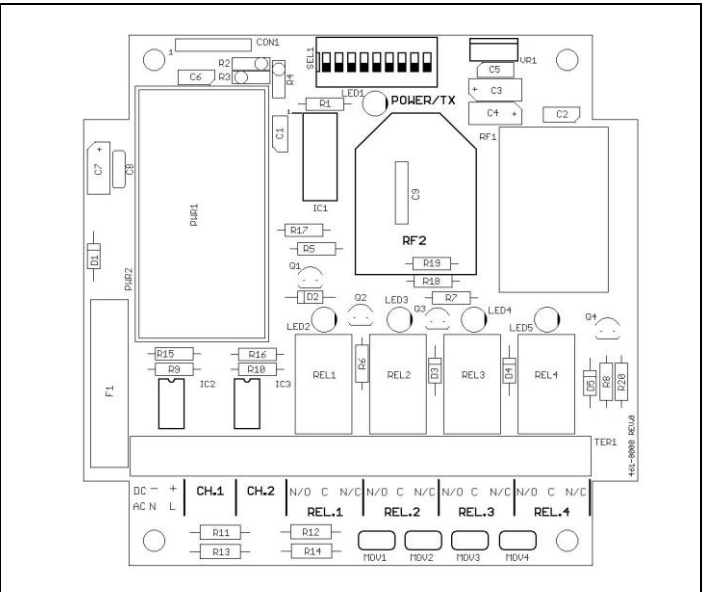 CON1
1
R2
R3
R4
C6
SEL1
VR1
C5
+ C3
C4 +
C2
LED1
POWER/TX
R1
1
C1
IC1
RF1
C9
RF2
C7
C8
D1
PWR1
PWR2
R17
R5
Q1
D2
R19
R18
R7
Q2
LED3
Q3
LED4
LED2
LED5
Q4
R15
R9
R16
R10
IC2
IC3
F1
REL1
R6
REL2
D3
REL3
D4
REL4
D5
R8
R20
TER1
461-0000 REV.0
DC - + CH.1 CH.2 N/O C N/C N/O C N/C N/O C N/C N/O C N/C
AC N L REL.1 REL.2 REL.3 REL.4
R11
R13
R12
R14
MOV1 MOV2 MOV3 MOV4